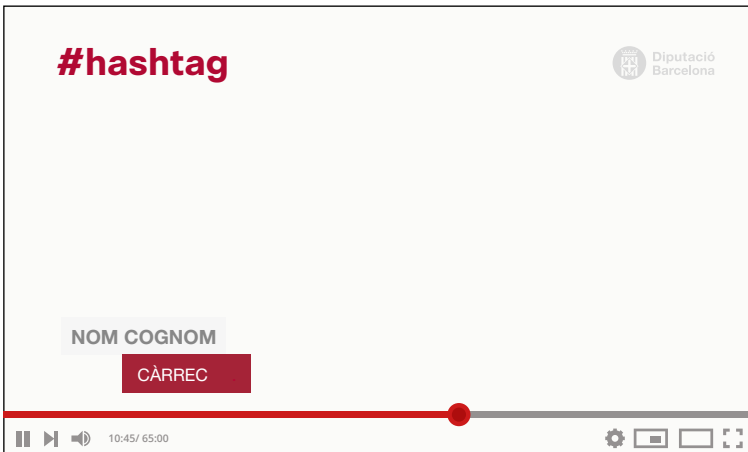 #hashtag
Diputació
Barcelona
NOM COGNOM
CÀRREC
10:45/ 65:00